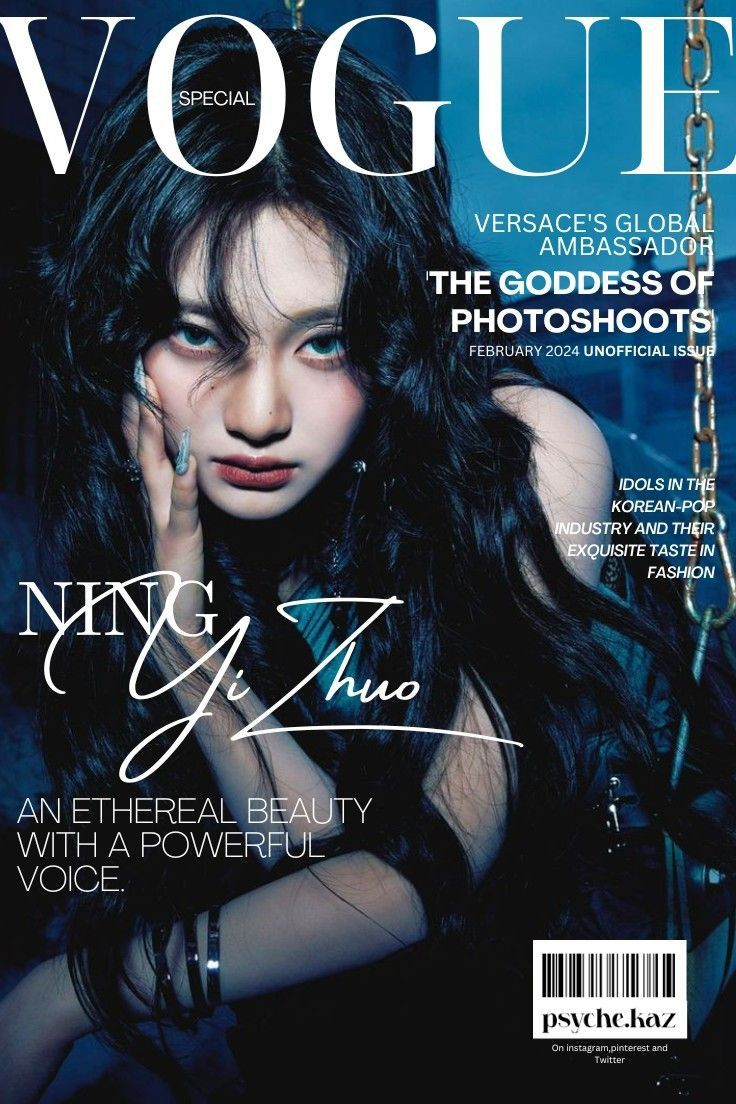 VOGUE
SPECIAL
VERSACE'S GLOBAL
AMBASSADOR
'THE GODDESS OF
PHOTOSHOOTS'
FEBRUARY 2024 UNOFFICIAL ISSUE
IDOLS IN THE
KOREAN-POP
INDUSTRY AND THEIR
EXQUISITE TASTE IN
FASHION
NING
Yi Zhuo
AN ETHEREAL BEAUTY
WITH A POWERFUL
VOICE.
psyche.kaz
On instagram,pinterest and
Twitter